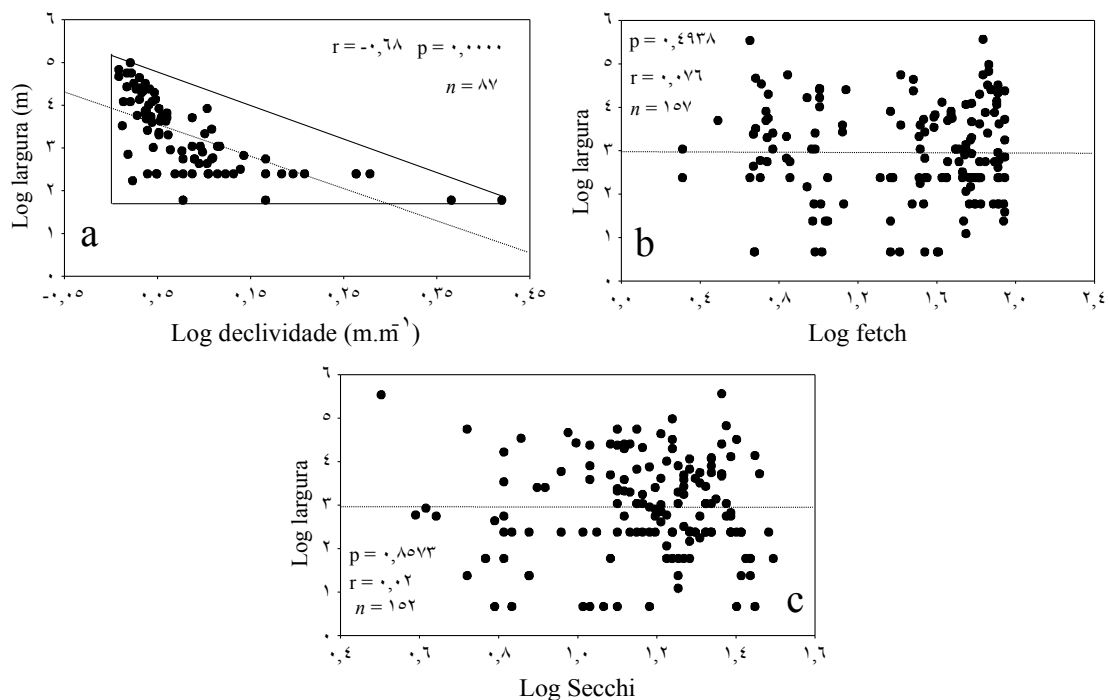 ٦
٥
٤
٣
٢
١
٠
Log largura (m)
r = -٠,٦٨ p = ٠,٠٠٠٠
n = ٨٧
a
-٠,٠٥ ٠,٠٥ ٠,١٥ ٠,٢٥ ٠,٣٥ ٠,٤٥
Log declividade (m.m⁻¹)
٦
٥
٤
٣
٢
١
٠
Log largura
p = ٠,٤٩٣٨
r = ٠,٠٧٦
n = ١٥٧
b
٠,٠ ٠,٤ ٠,٨ ١,٢ ١,٦ ٢,٠ ٢,٤
Log fetch
٦
٥
٤
٣
٢
١
٠
Log largura
p = ٠,٨٥٧٣
r = ٠,٠٢
n = ١٥٢
c
٠,٤ ٠,٦ ٠,٨ ١,٠ ١,٢ ١,٤ ١,٦
Log Secchi